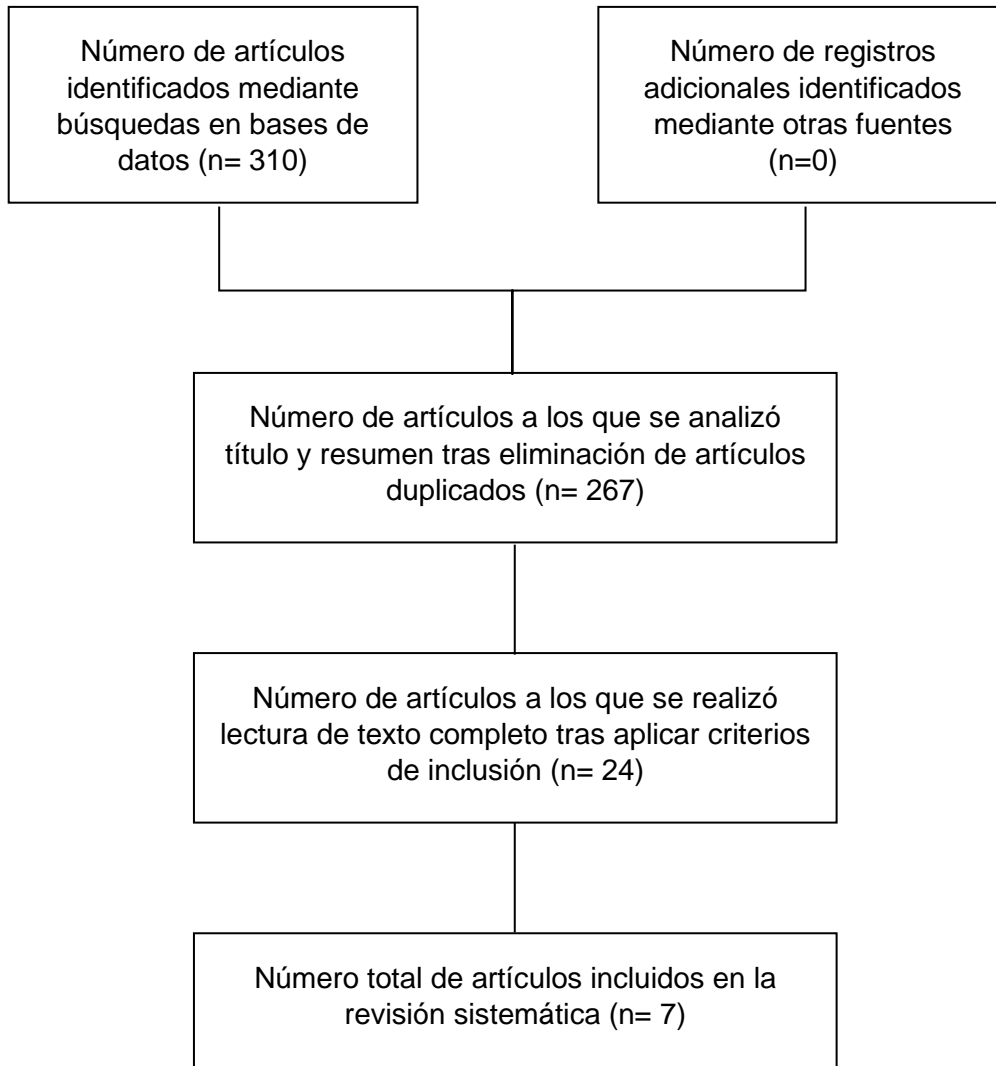 Número de artículos
identificados mediante
búsquedas en bases de
datos (n= 310)
Número de registros
adicionales identificados
mediante otras fuentes
(n=0)
Número de artículos a los que se analizó
título y resumen tras eliminación de artículos
duplicados (n= 267)
Número de artículos a los que se realizó
lectura de texto completo tras aplicar criterios
de inclusión (n= 24)
Número total de artículos incluidos en la
revisión sistemática (n= 7)